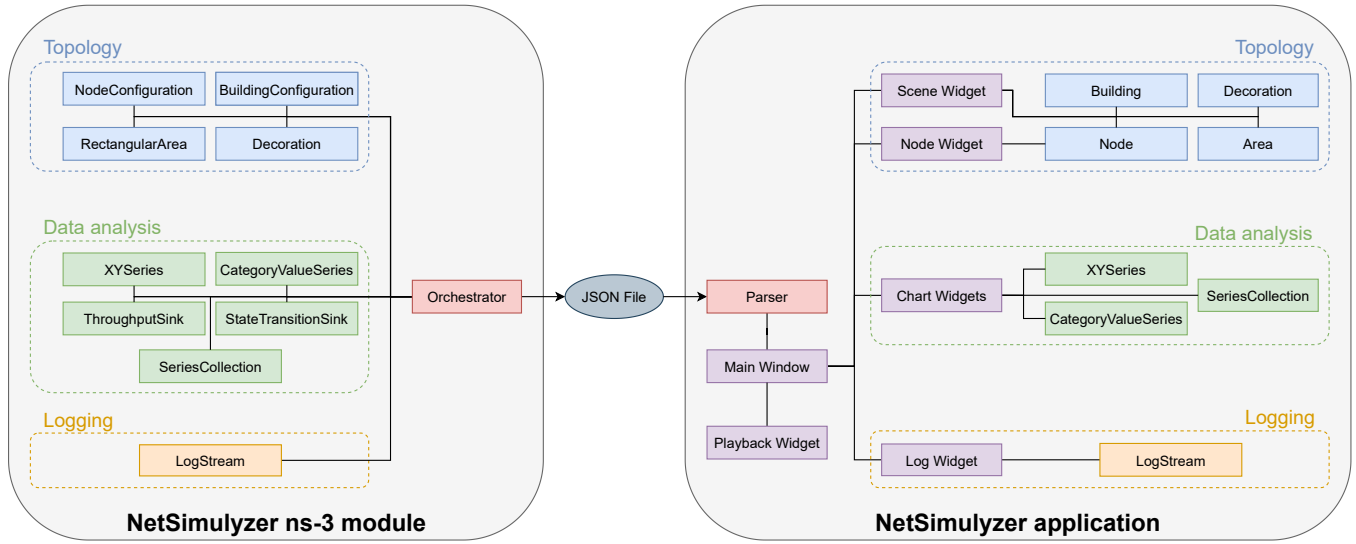 Topology
NodeConfiguration
BuildingConfiguration
RectangularArea
Decoration
Data analysis
XYSeries
CategoryValueSeries
ThroughputSink
StateTransitionSink
SeriesCollection
Logging
LogStream
Orchestrator
NetSimulyzer ns-3 module
JSON File
Topology
Scene Widget
Building
Decoration
Node Widget
Node
Area
Data analysis
XYSeries
Parser
Chart Widgets
SeriesCollection
CategoryValueSeries
Main Window
Logging
Playback Widget
Log Widget
LogStream
NetSimulyzer application